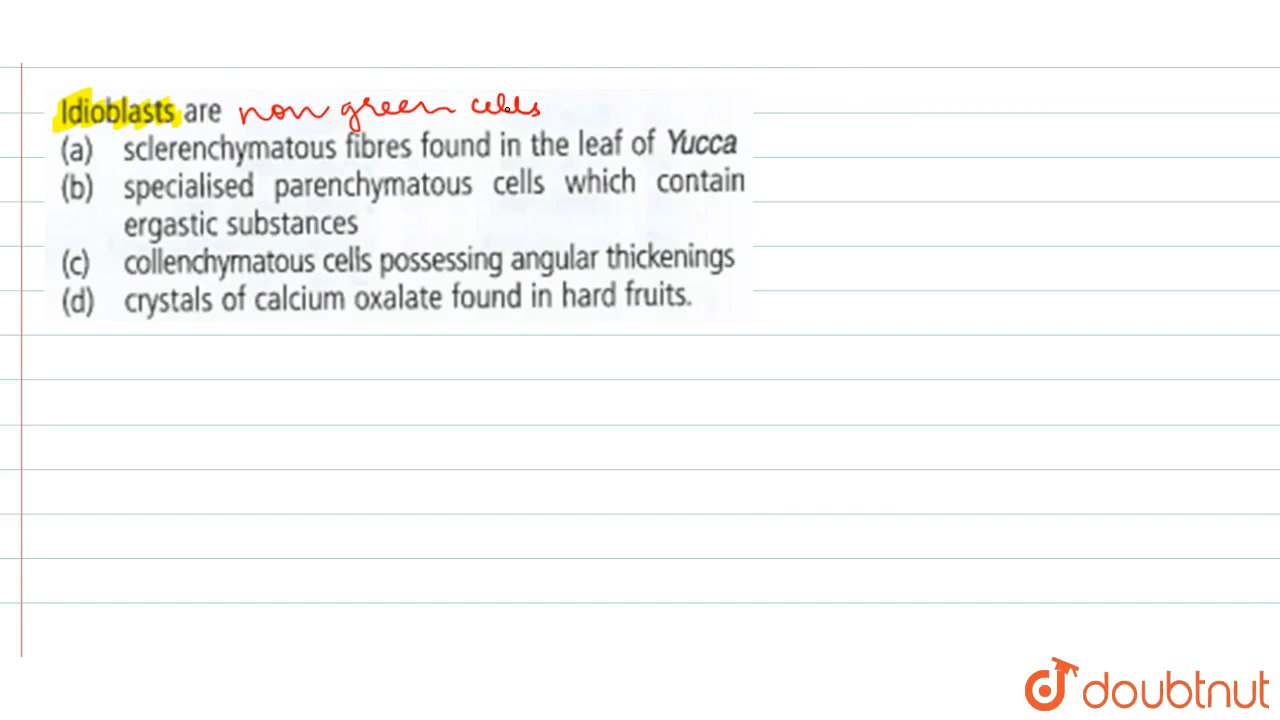 Idioblasts are non green cells
(a) sclerenchymatous fibres found in the leaf of Yucca
(b) specialised parenchymatous cells which contain
ergastic substances
(c) collenchymatous cells possessing angular thickenings
(d) crystals of calcium oxalate found in hard fruits.
doubtnut